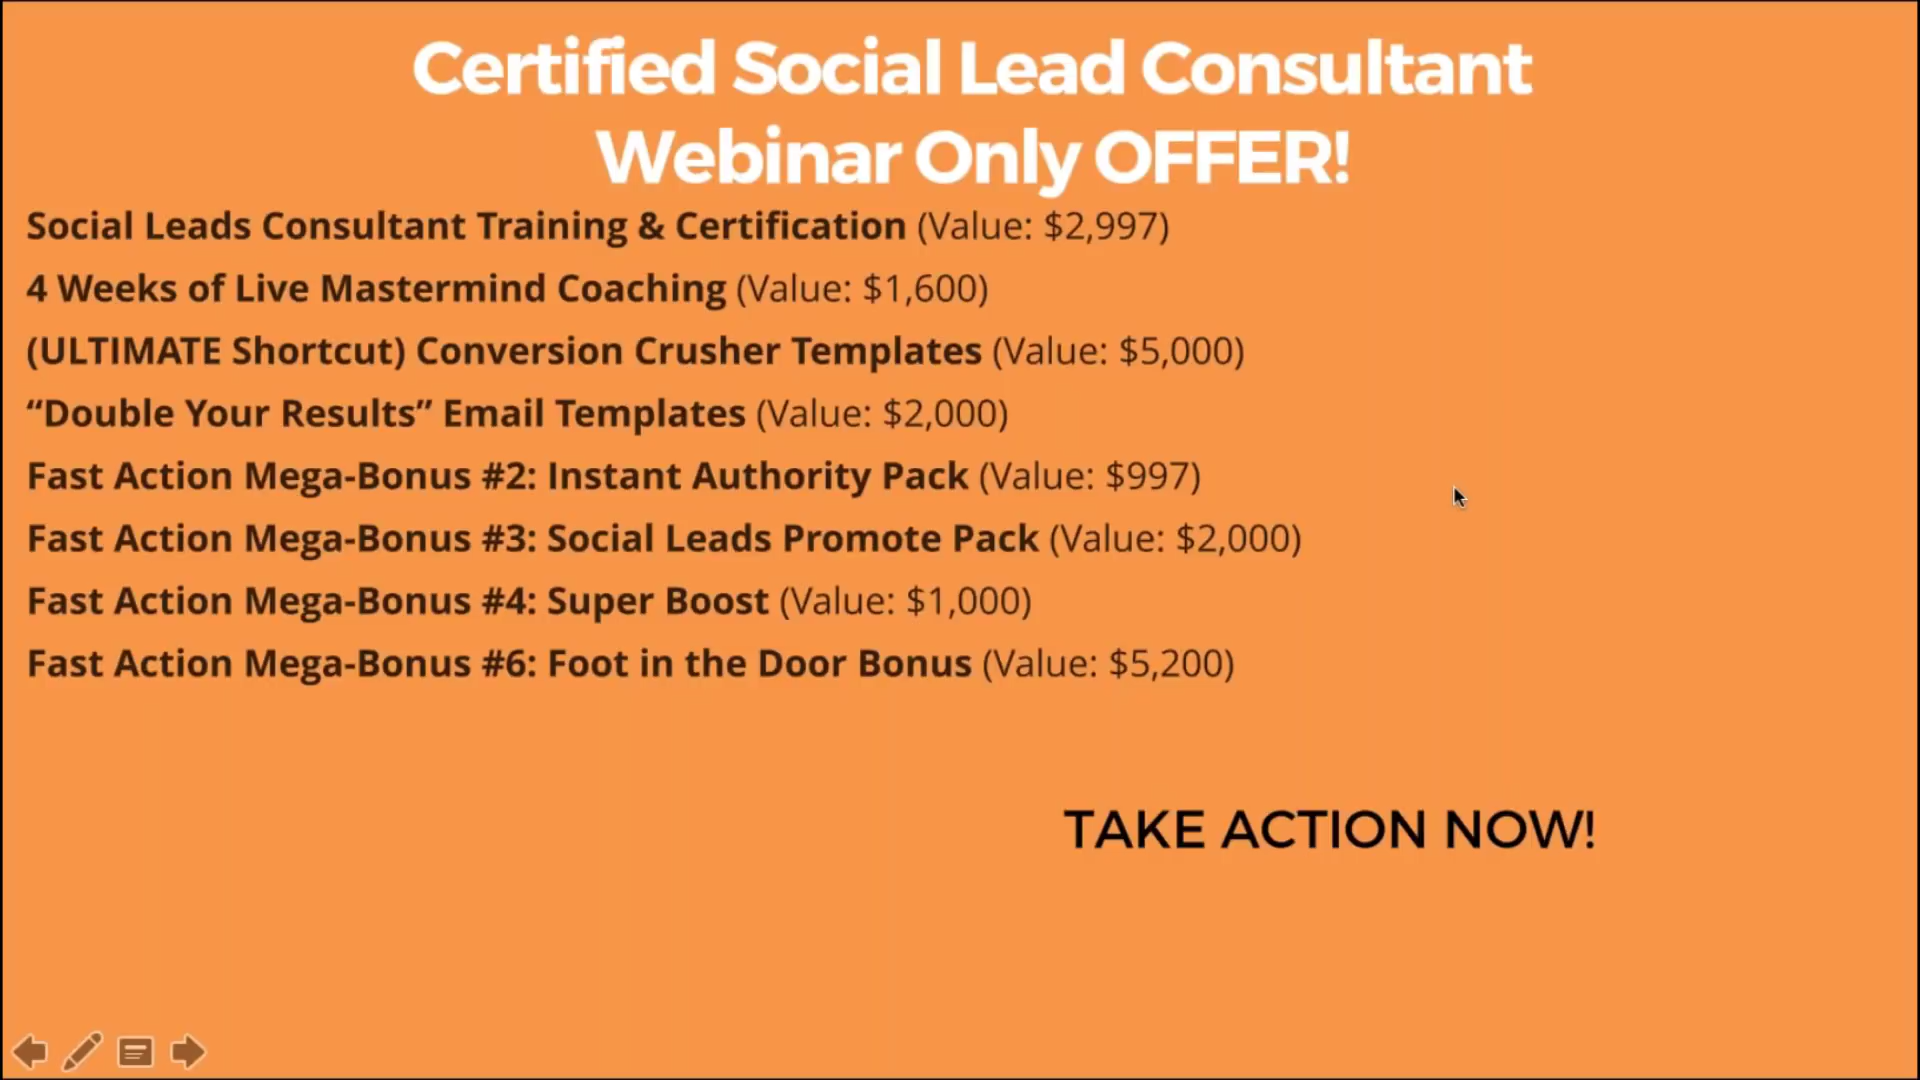 Certified Social Lead Consultant
Webinar Only OFFER!
Social Leads Consultant Training & Certification (Value: $2,997)
4 Weeks of Live Mastermind Coaching (Value: $1,600)
(ULTIMATE Shortcut) Conversion Crusher Templates (Value: $5,000)
“Double Your Results” Email Templates (Value: $2,000)
Fast Action Mega-Bonus #2: Instant Authority Pack (Value: $997)
Fast Action Mega-Bonus #3: Social Leads Promote Pack (Value: $2,000)
Fast Action Mega-Bonus #4: Super Boost (Value: $1,000)
Fast Action Mega-Bonus #6: Foot in the Door Bonus (Value: $5,200)
TAKE ACTION NOW!